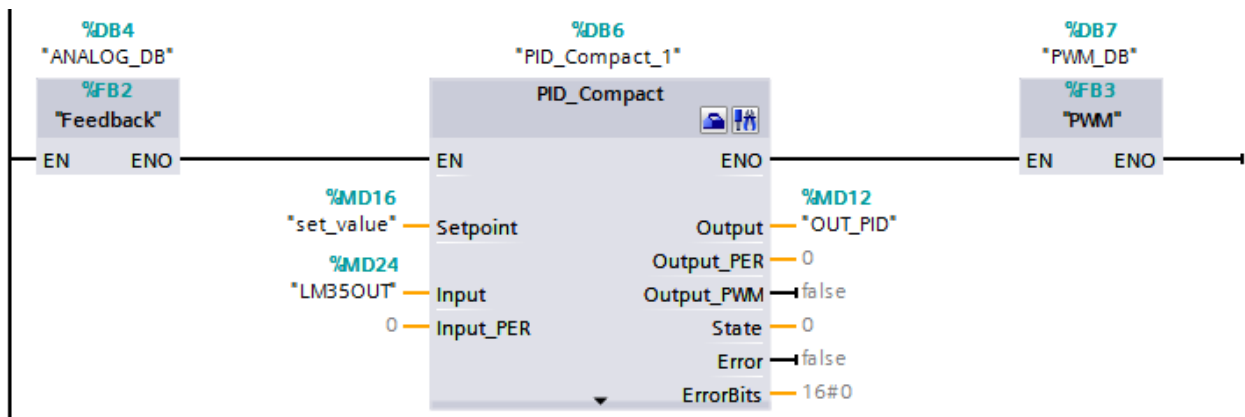 %DB4
"ANALOG_DB"
%FB2
"Feedback"
EN ENO
%DB6
"PID_Compact_1"
PID_Compact
EN ENO
%MD16
"set_value" Setpoint
%MD24
"LM35OUT" Input
0 Input_PER
%MD12
Output "OUT_PID"
Output_PER 0
Output_PWM false
State 0
Error false
ErrorBits 16#0
%DB7
"PWM_DB"
%FB3
"PWM"
EN ENO